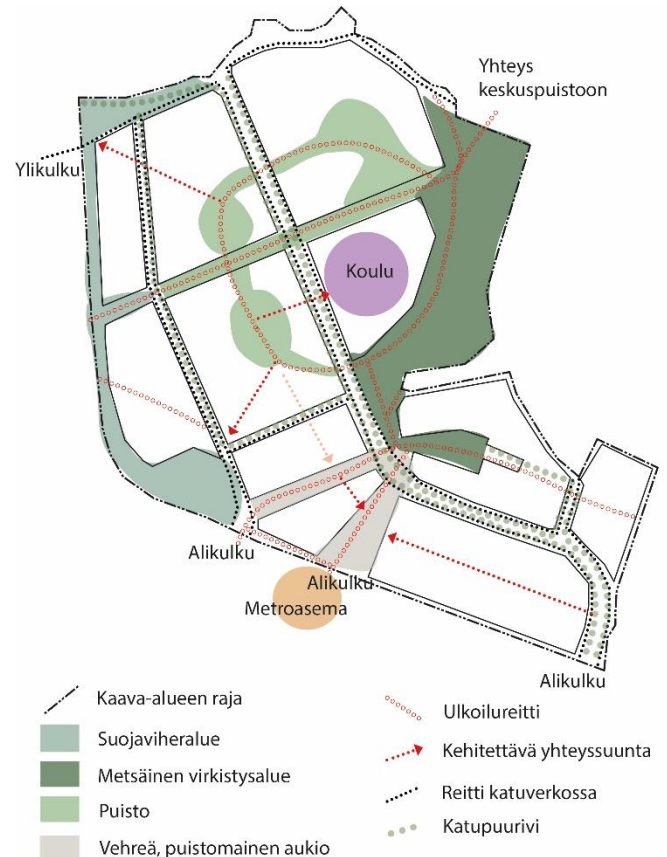 Yhteys
keskuspuistoon
Ylikulku
Koulu
Alikulku
Alikulku
Metroasema
Alikulku
Kaava-alueen raja
Suojaviheralue
Metsäinen virkistysalue
Puisto
Vehreä, puistomainen aukio
Ulkoilureitti
Kehitettävä yhteyssuunta
Reitti katuverkossa
Katupuurivi